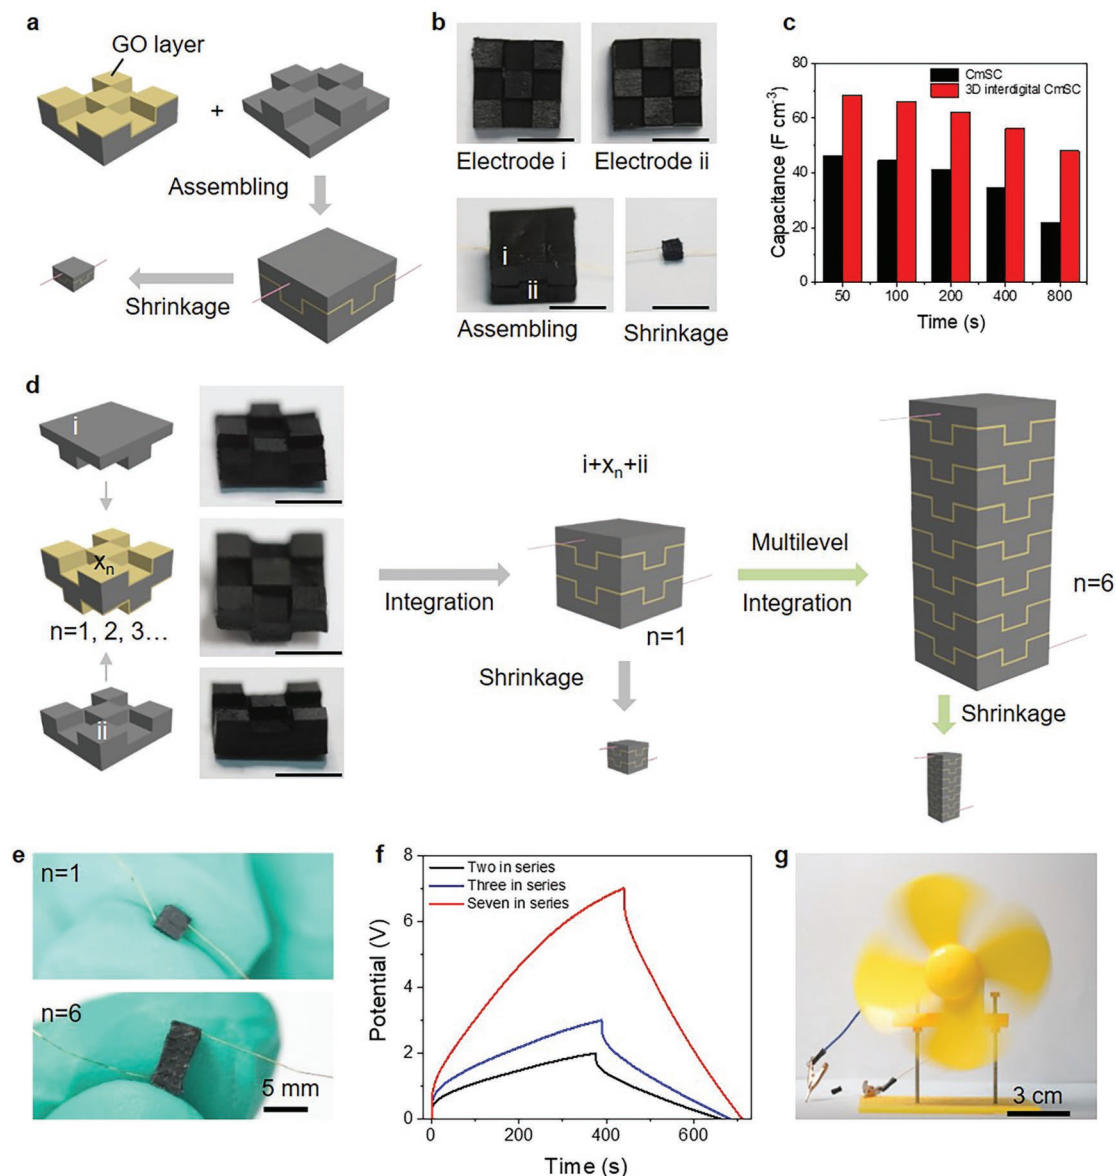 a
GO layer
+
Assembling
Shrinkage
b
Electrode i
Electrode ii
i
ii
Assembling
Shrinkage
c
CmSC
3D interdigital CmSC
Capacitance (F cm⁻³)
80
60
40
20
0
50 100 200 400 800
Time (s)
d
i
xₙ
n=1, 2, 3…
ii
Integration
i+xₙ+ii
n=1
Shrinkage
Multilevel
Integration
n=6
Shrinkage
e
n=1
n=6
5 mm
f
Two in series
Three in series
Seven in series
Potential (V)
8
6
4
2
0
0 200 400 600
Time (s)
g
3 cm